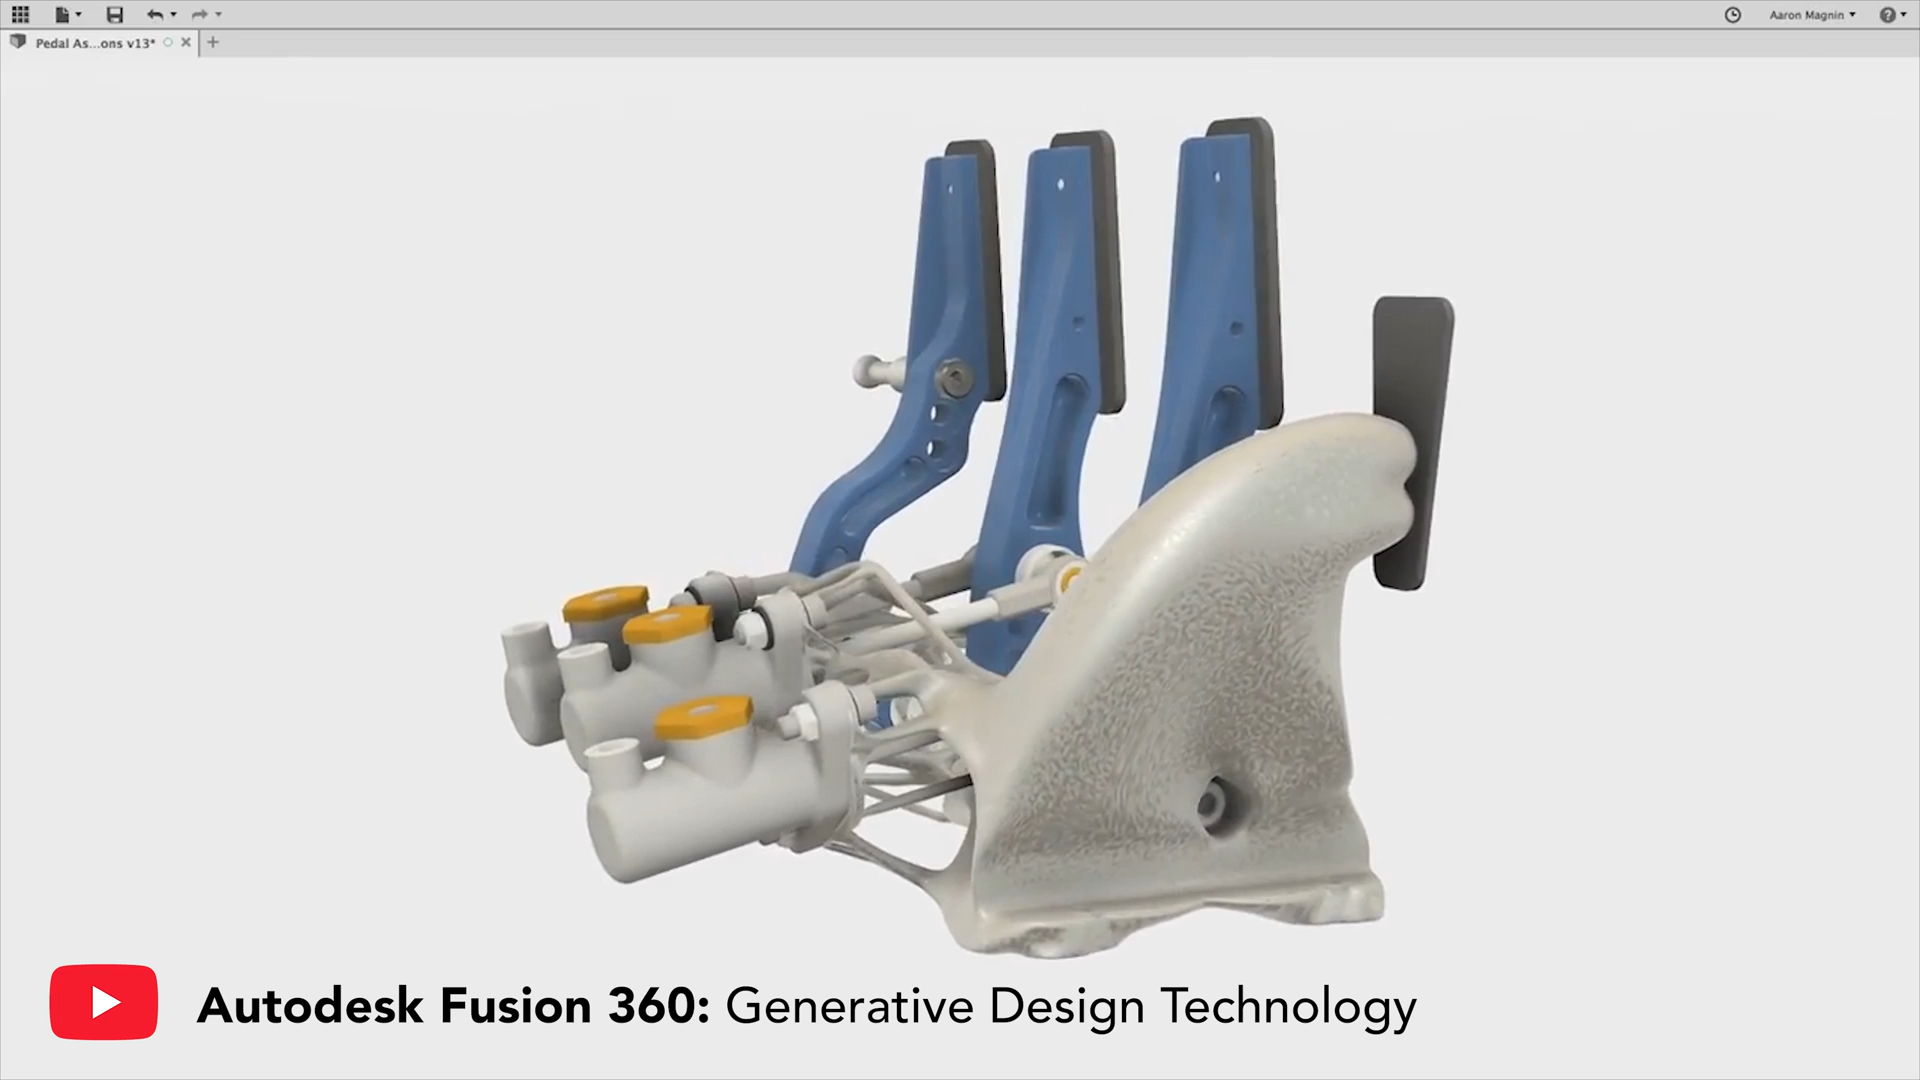 Aaron Magnin
?
Pedal As...ons v13*
Autodesk Fusion 360: Generative Design Technology